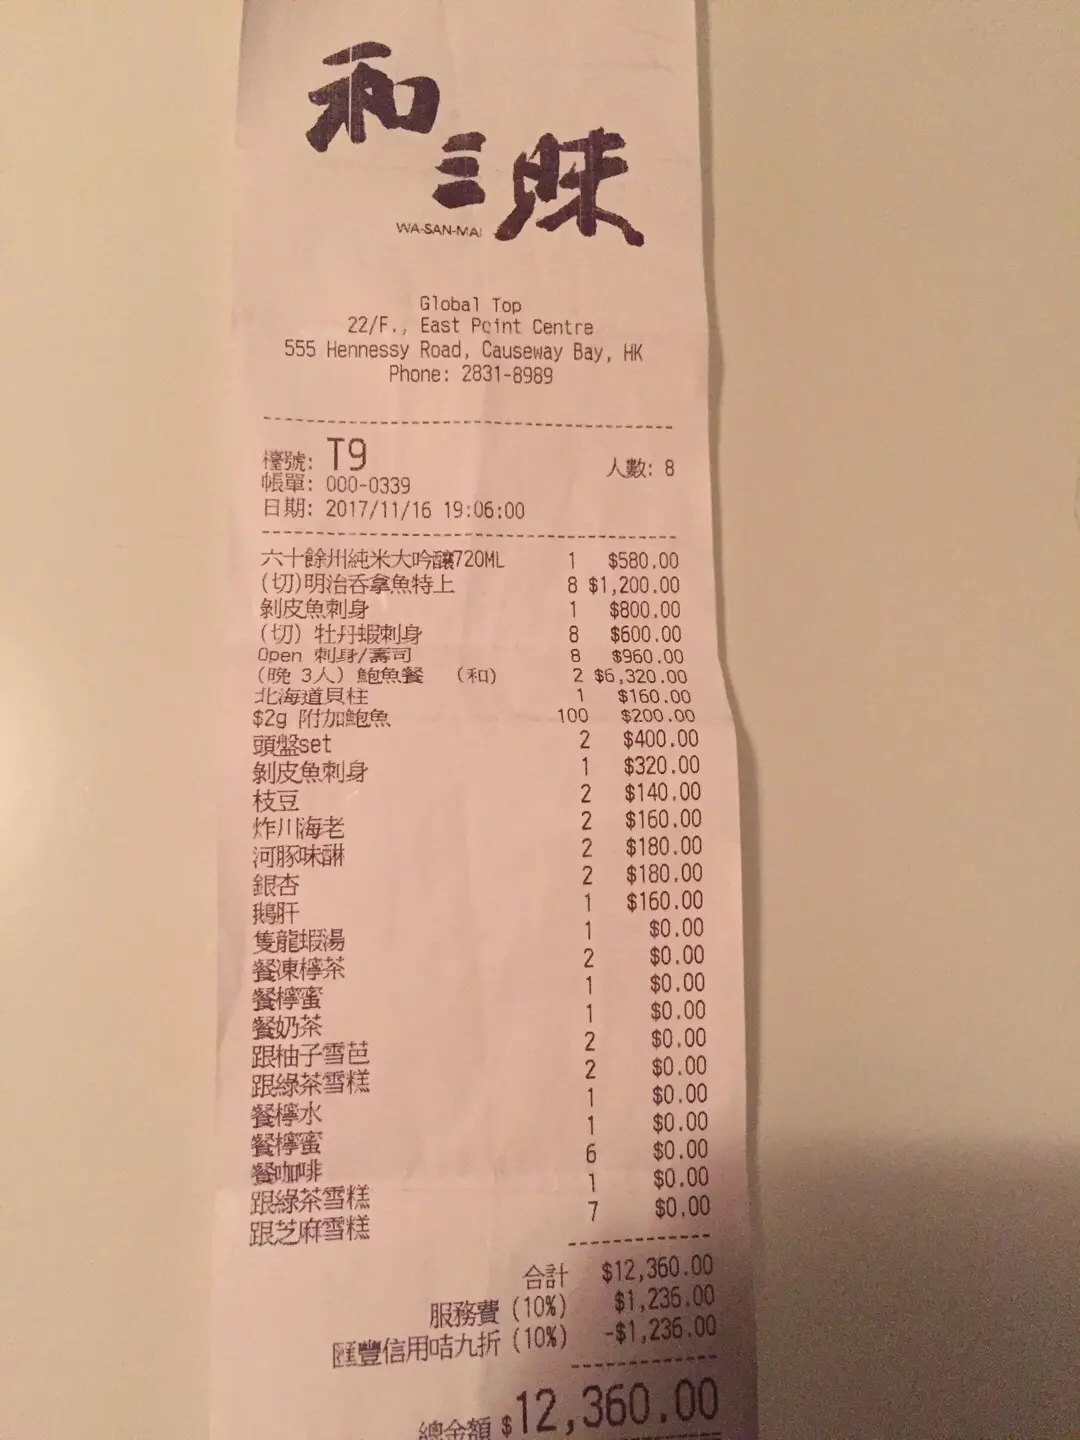 和三昧
WA-SAN-MAI
Global Top
22/F., East Point Centre
555 Hennessy Road, Causeway Bay, HK
Phone: 2831-8989
檯號: T9 人數: 8
帳單: 000-0339
日期: 2017/11/16 19:06:00
六十餘州純米大吟釀720ML 1 $580.00
(切)明治吞拿魚特上 8 $1,200.00
剝皮魚刺身 1 $800.00
(切) 牡丹蝦刺身 8 $600.00
Open 刺身/壽司 8 $960.00
(晚 3人) 鮑魚餐 (和) 2 $6,320.00
北海道貝柱 1 $160.00
$2g 附加鮑魚 100 $200.00
頭盤set 2 $400.00
剝皮魚刺身 1 $320.00
枝豆 2 $140.00
炸川海老 2 $160.00
河豚味醂 2 $180.00
銀杏 2 $180.00
鵝肝 1 $160.00
隻龍蝦湯 1 $0.00
餐凍檸茶 2 $0.00
餐檸蜜 1 $0.00
餐奶茶 1 $0.00
跟柚子雪芭 2 $0.00
跟綠茶雪糕 2 $0.00
餐檸水 1 $0.00
餐檸蜜 1 $0.00
餐咖啡 6 $0.00
跟綠茶雪糕 1 $0.00
跟芝麻雪糕 7 $0.00
合計 $12,360.00
服務費 (10%) $1,236.00
匯豐信用咭九折 (10%) -$1,236.00
總金額 $12,360.00